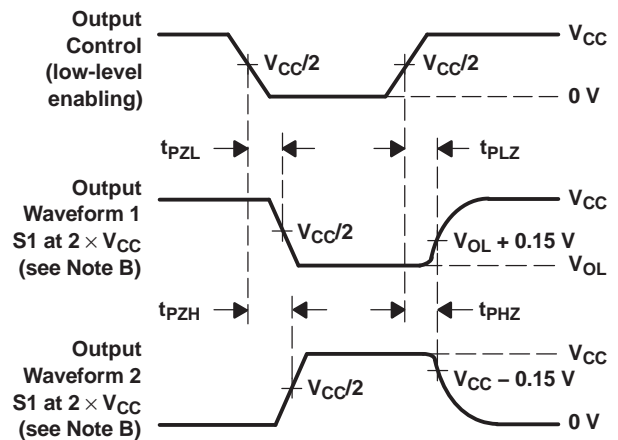 Output
Control
(low-level
enabling)
V_CC
V_CC/2
V_CC/2
0 V
t_PZL
t_PLZ
Output
Waveform 1
S1 at 2 × V_CC
(see Note B)
V_CC
V_CC/2
V_OL + 0.15 V
V_OL
t_PZH
t_PHZ
Output
Waveform 2
S1 at 2 × V_CC
(see Note B)
V_CC
V_CC/2
V_CC − 0.15 V
0 V